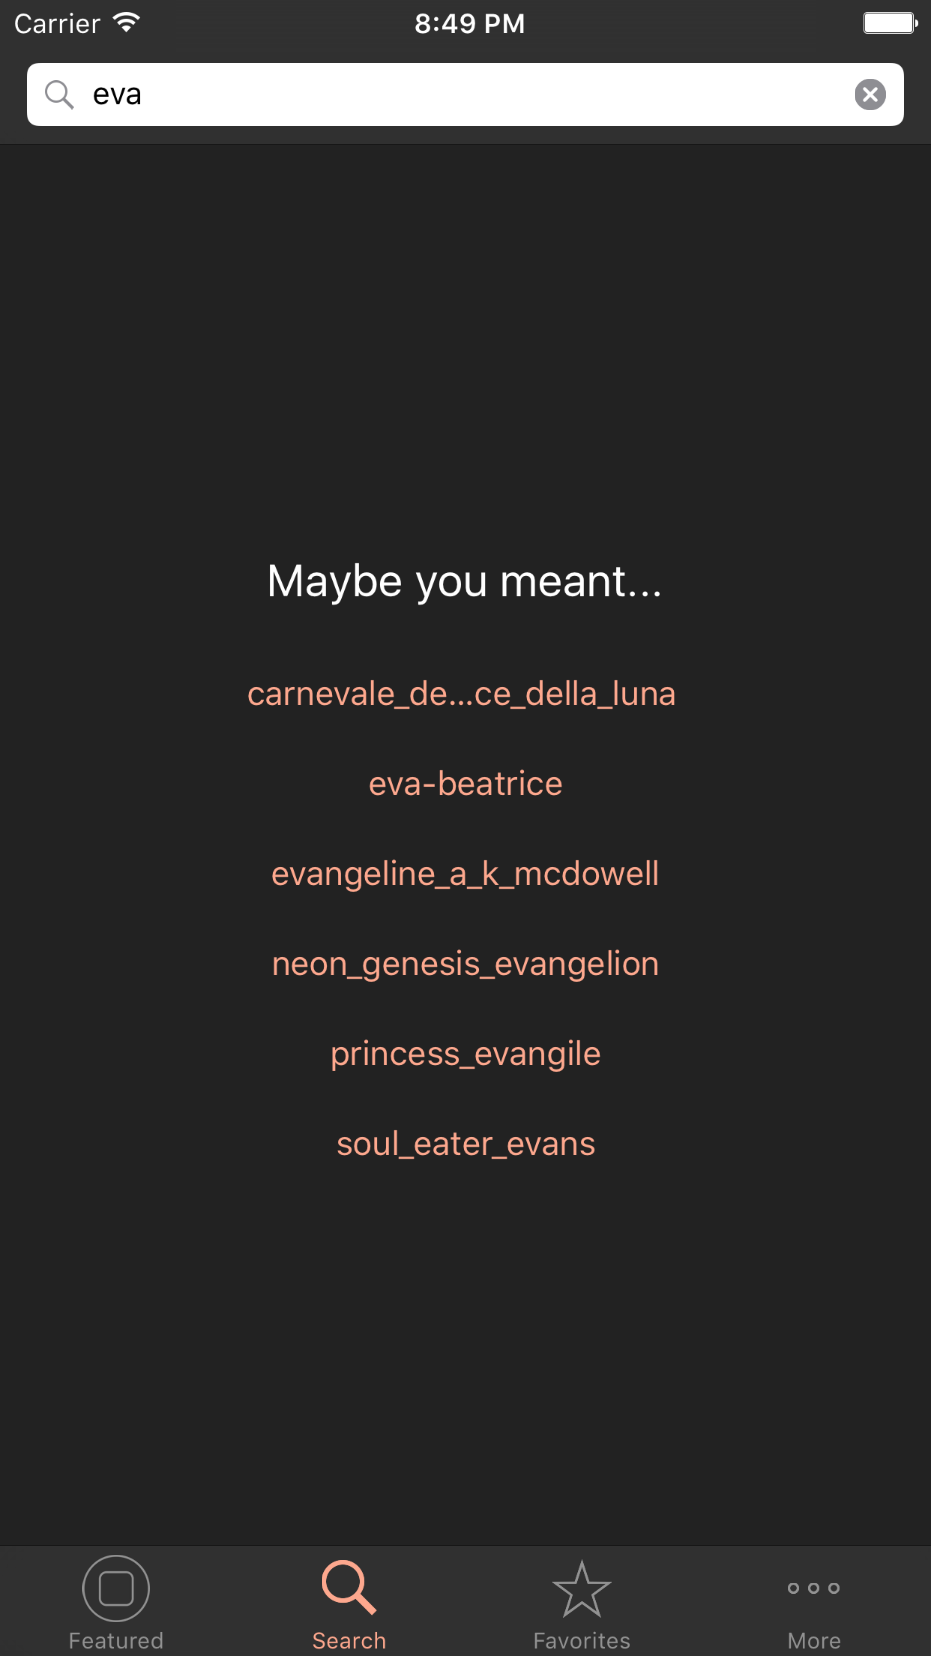 Carrier 8:49 PM
eva
Maybe you meant...
carnevale_de...ce_della_luna
eva-beatrice
evangeline_a_k_mcdowell
neon_genesis_evangelion
princess_evangile
soul_eater_evans
Featured Search Favorites More